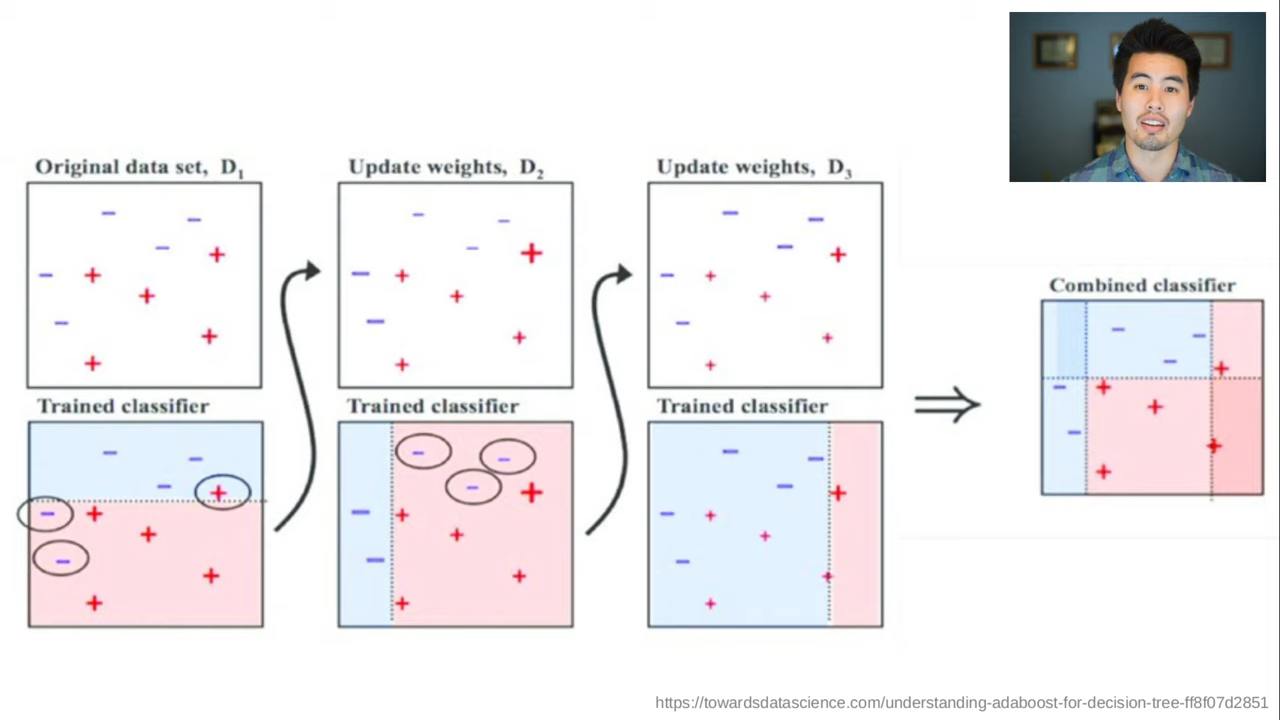 Original data set, D₁
Update weights, D₂
Update weights, D₃
Combined classifier
Trained classifier
Trained classifier
Trained classifier
https://towardsdatascience.com/understanding-adaboost-for-decision-tree-ff8f07d2851